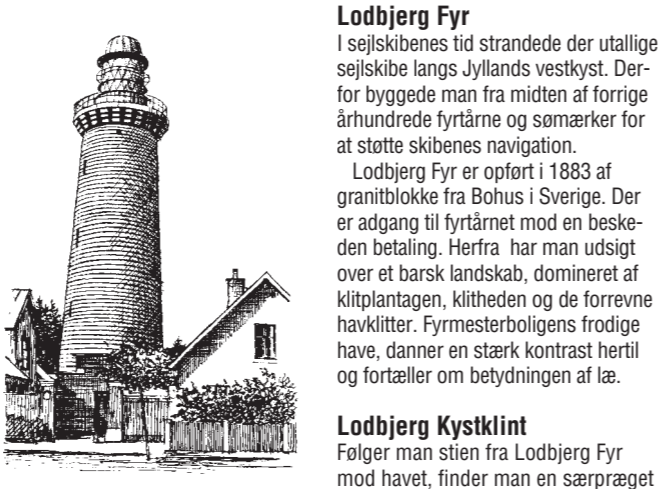 Lodbjerg Fyr
I sejlskibenes tid strandede der utallige
sejlskibe langs Jyllands vestkyst. Der-
for byggede man fra midten af forrige
århundrede fyrtårne og sømærker for
at støtte skibenes navigation.
Lodbjerg Fyr er opført i 1883 af
granitblokke fra Bohus i Sverige. Der
er adgang til fyrtårnet mod en beske-
den betaling. Herfra har man udsigt
over et barsk landskab, domineret af
klitplantagen, klitheden og de forrevne
havklitter. Fyrmesterboligens frodige
have, danner en stærk kontrast hertil
og fortæller om betydningen af læ.
Lodbjerg Kystklint
Følger man stien fra Lodbjerg Fyr
mod havet, finder man en særpræget